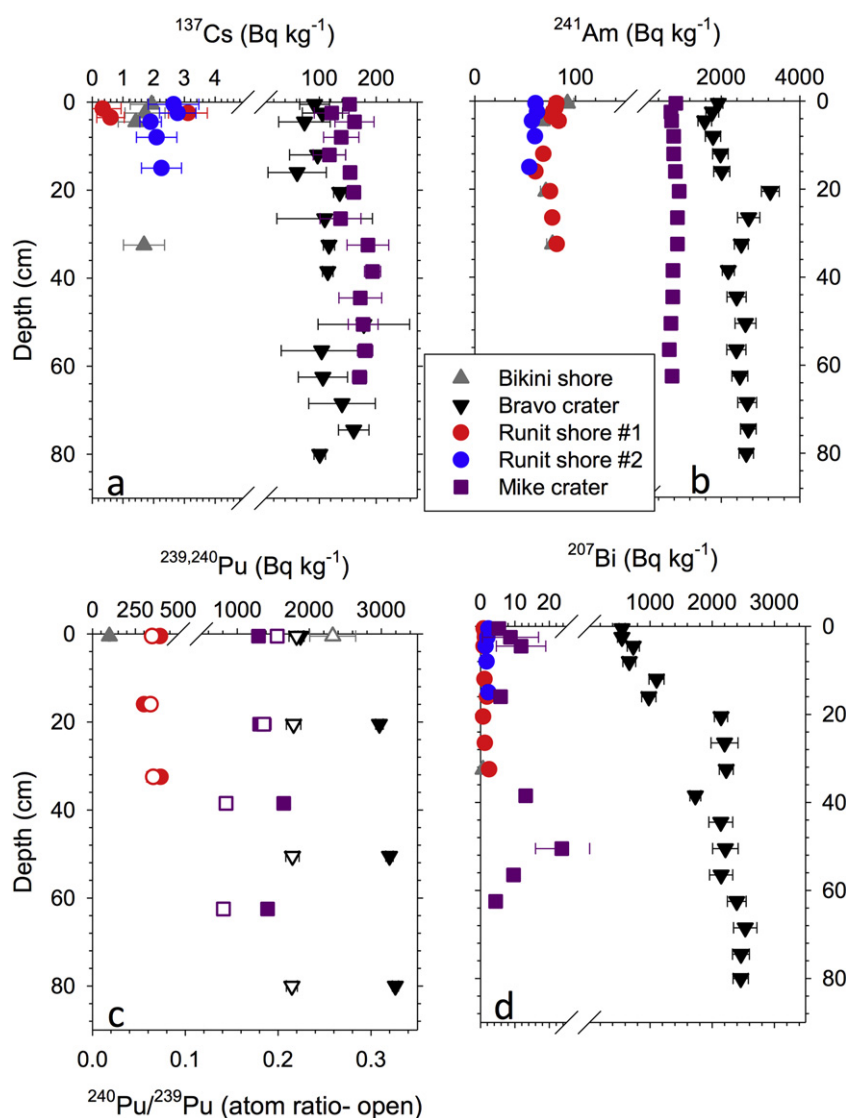 ¹³⁷Cs (Bq kg⁻¹)
0 1 2 3 4 100 200
Depth (cm)
0
20
40
60
80
a
²⁴¹Am (Bq kg⁻¹)
0 100 2000 4000
0
20
40
60
80
b
Bikini shore
Bravo crater
Runit shore #1
Runit shore #2
Mike crater
²³⁹,²⁴⁰Pu (Bq kg⁻¹)
0 250 500 1000 2000 3000
Depth (cm)
0
20
40
60
80
c
0.0 0.1 0.2 0.3
²⁴⁰Pu/²³⁹Pu (atom ratio- open)
²⁰⁷Bi (Bq kg⁻¹)
0 10 20 1000 2000 3000
0
20
40
60
80
d